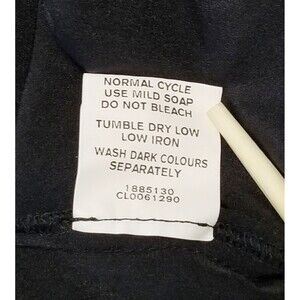 NORMAL CYCLE
USE MILD SOAP
DO NOT BLEACH
TUMBLE DRY LOW
LOW IRON
WASH DARK COLOURS
SEPARATELY
1885130
CL0061290